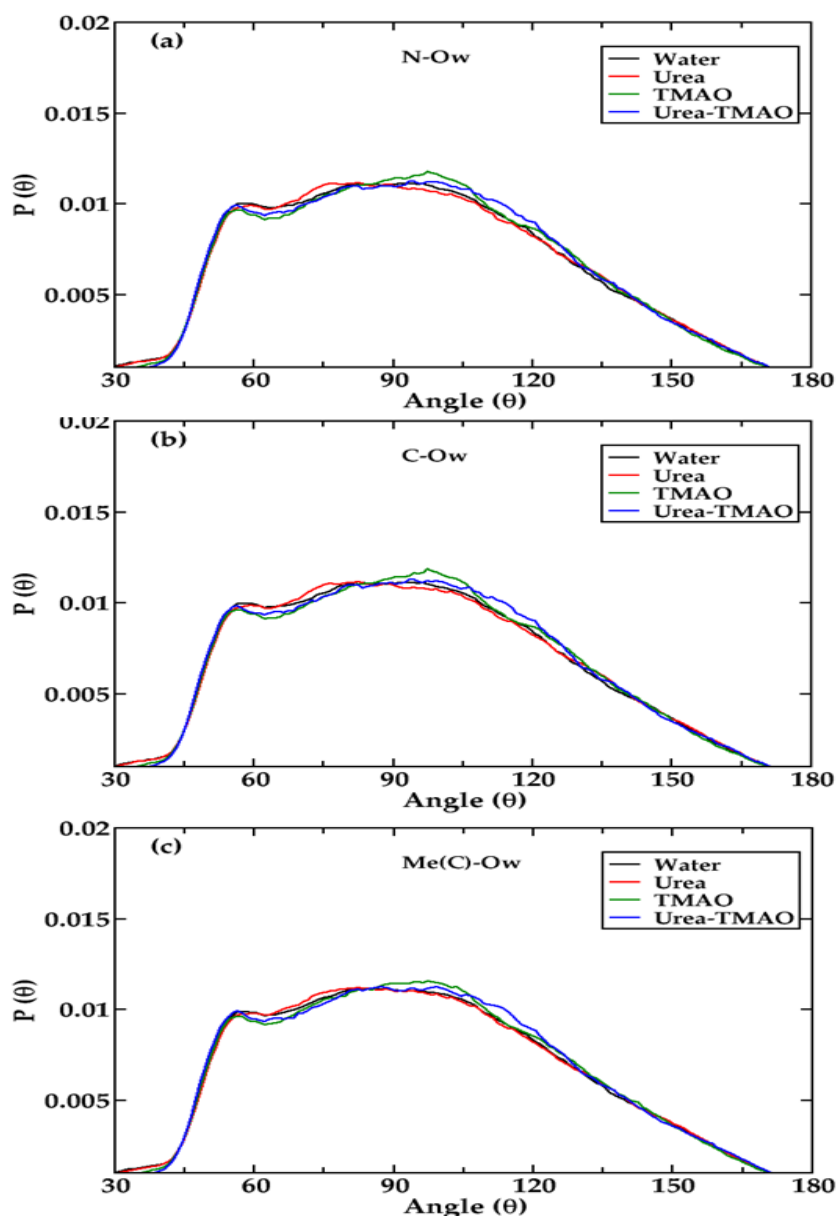 (a)
N-Ow
Water
Urea
TMAO
Urea-TMAO
0.02
0.015
0.01
0.005
P (θ)
30 60 90 120 150 180
Angle (θ)
(b)
C-Ow
Water
Urea
TMAO
Urea-TMAO
0.02
0.015
0.01
0.005
P (θ)
30 60 90 120 150 180
Angle (θ)
(c)
Me(C)-Ow
Water
Urea
TMAO
Urea-TMAO
0.02
0.015
0.01
0.005
P (θ)
30 60 90 120 150 180
Angle (θ)